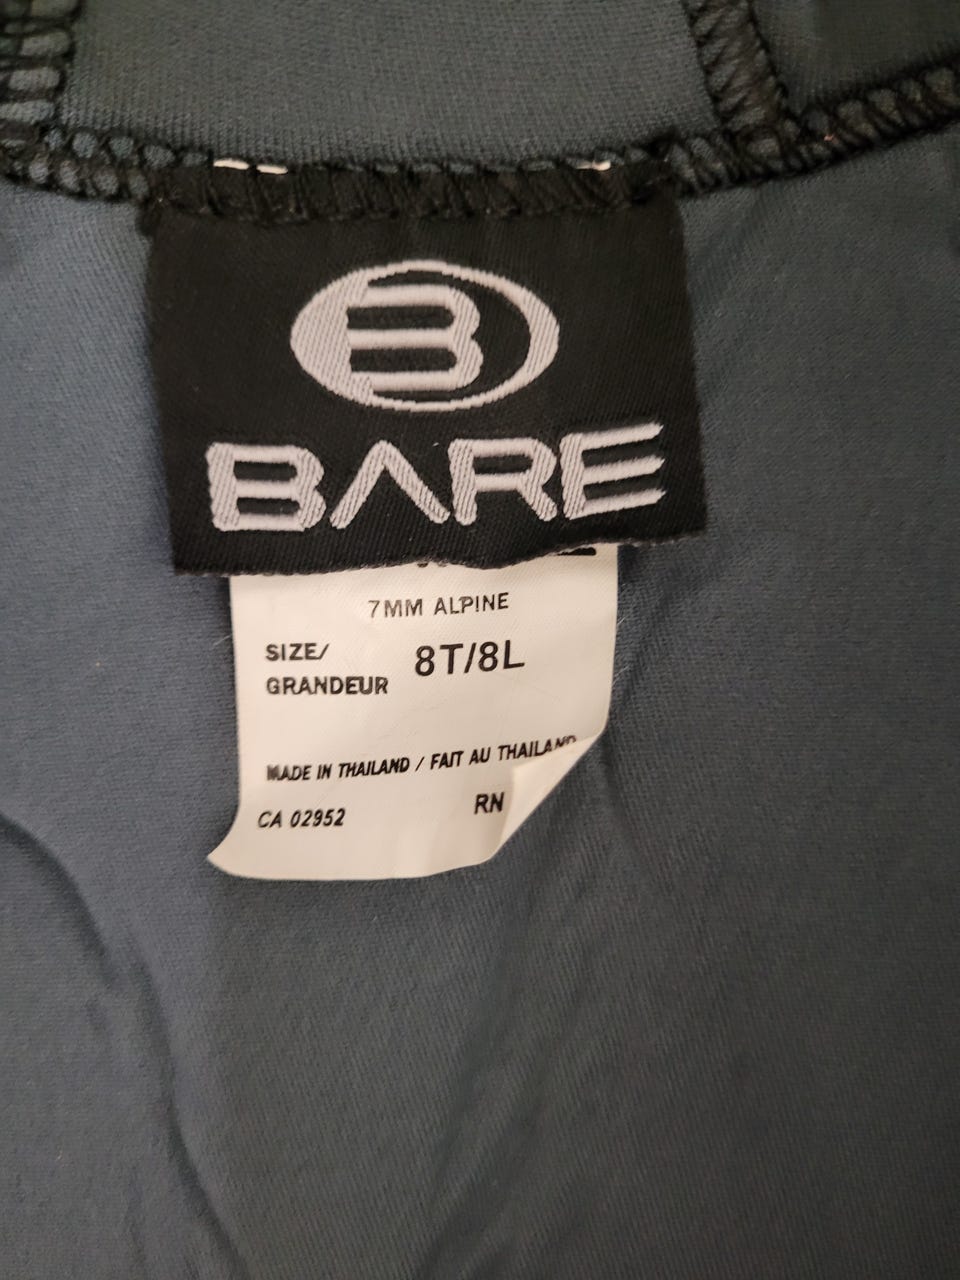 B
BARE
7MM ALPINE
SIZE/ 8T/8L
GRANDEUR
MADE IN THAILAND / FAIT AU THAILAND
CA 02952 RN